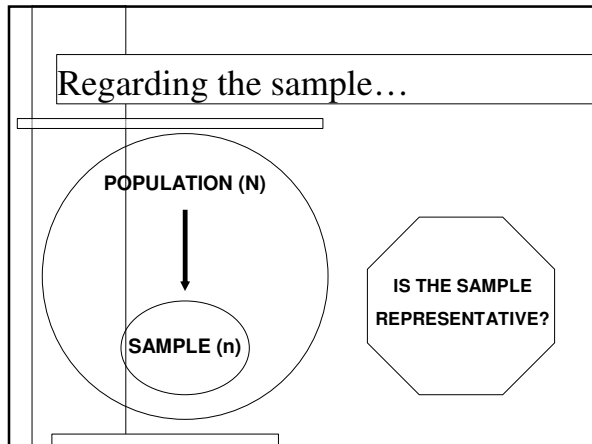 Regarding the sample…
POPULATION (N)
SAMPLE (n)
IS THE SAMPLE
REPRESENTATIVE?